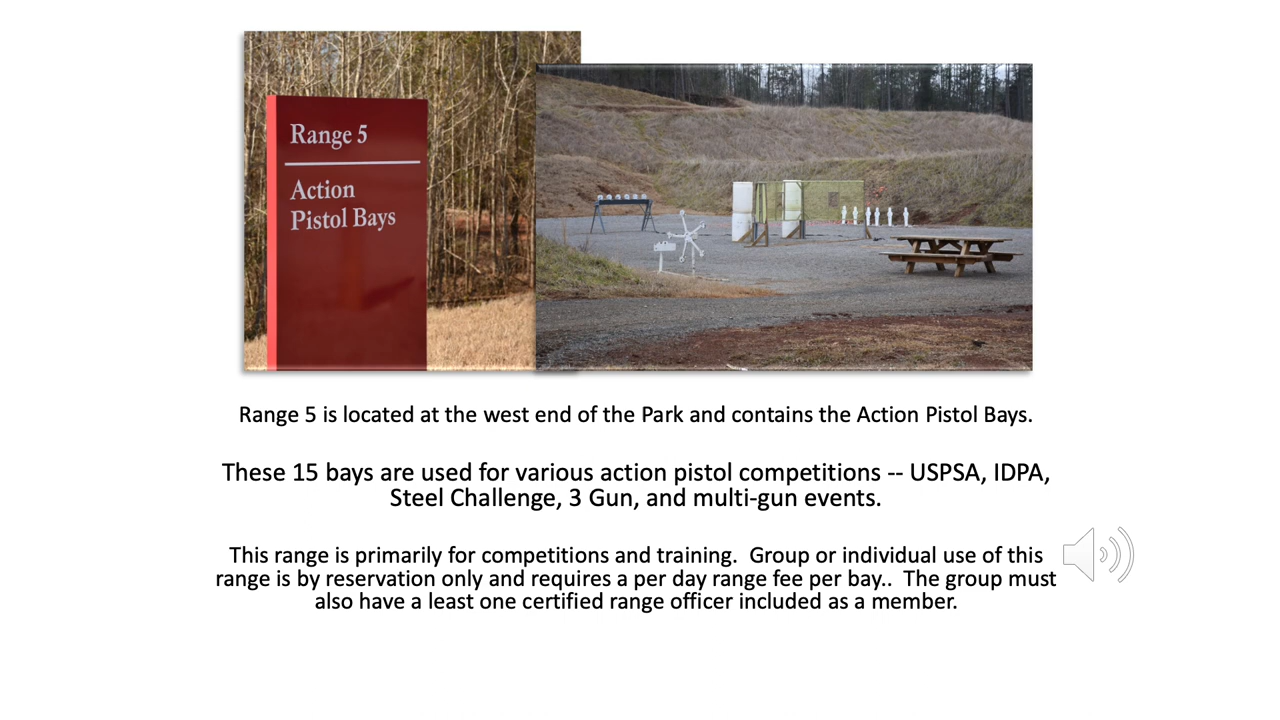 Range 5
Action
Pistol Bays
Range 5 is located at the west end of the Park and contains the Action Pistol Bays.
These 15 bays are used for various action pistol competitions -- USPSA, IDPA,
Steel Challenge, 3 Gun, and multi-gun events.
This range is primarily for competitions and training.  Group or individual use of this
range is by reservation only and requires a per day range fee per bay..  The group must
also have a least one certified range officer included as a member.